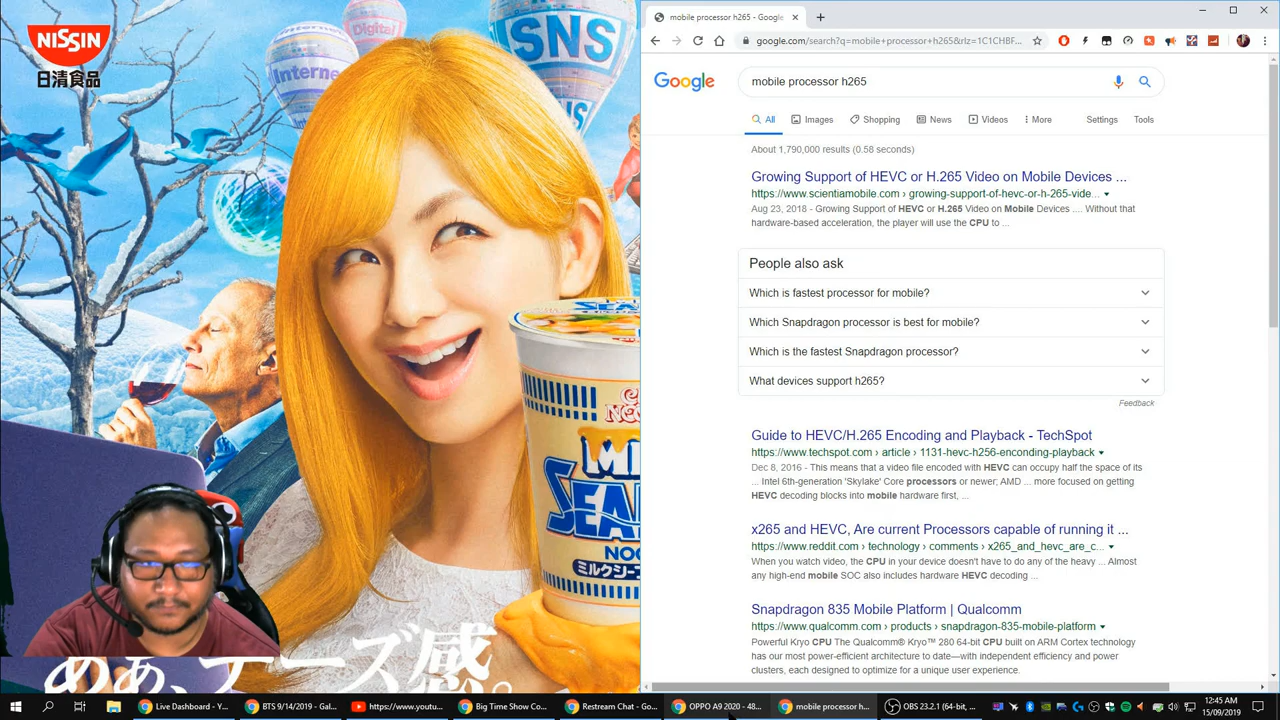 NISSIN
日清食品
Internet
Digital
Interne
SNS
SEA
NOO
ミルクシー
mobile processor h265 - Google
google.com/search?q=mobile+processor+h265&rlz=1C1CHBF...
Google
mobile processor h265
All
Images
Shopping
News
Videos
More
Settings
Tools
About 1,790,000 results (0.58 seconds)
Growing Support of HEVC or H.265 Video on Mobile Devices ...
https://www.scientiamobile.com › growing-support-of-hevc-or-h-265-vide...
Aug 23, 2018 - Growing Support of HEVC or H.265 Video on Mobile Devices .... Without that
hardware-based acceleration, the player will use the CPU to ...
People also ask
Which is fastest processor for mobile?
Which Snapdragon processor is best for mobile?
Which is the fastest Snapdragon processor?
What devices support h265?
Feedback
Guide to HEVC/H.265 Encoding and Playback - TechSpot
https://www.techspot.com › article › 1131-hevc-h256-enconding-playback
Dec 8, 2016 - This means that a video file encoded with HEVC can occupy half the space of its
... Intel 6th-generation 'Skylake' Core processors or newer; AMD ... more focused on getting
HEVC decoding blocks into mobile hardware first, ...
x265 and HEVC, Are current Processors capable of running it ...
https://www.reddit.com › technology › comments › x265_and_hevc_are_c...
When you watch video, the CPU in your device doesn't have to do any of the heavy ... Almost
any high-end mobile SOC also includes hardware HEVC decoding ...
Snapdragon 835 Mobile Platform | Qualcomm
https://www.qualcomm.com › products › snapdragon-835-mobile-platform
Powerful Kryo CPU The Qualcomm® Kryo™ 280 64-bit CPU built on ARM Cortex technology
has our most power-efficient architecture to date—with independent efficiency and power
clusters, each designed to optimize for a unique user experience.
Live Dashboard - Y...
BTS 9/14/2019 - Gal...
https://www.youtu...
Big Time Show Co...
Restream Chat - Go...
OPPO A9 2020 - 48...
mobile processor h...
OBS 23.2.1 (64-bit, ...
12:45 AM
15/09/2019